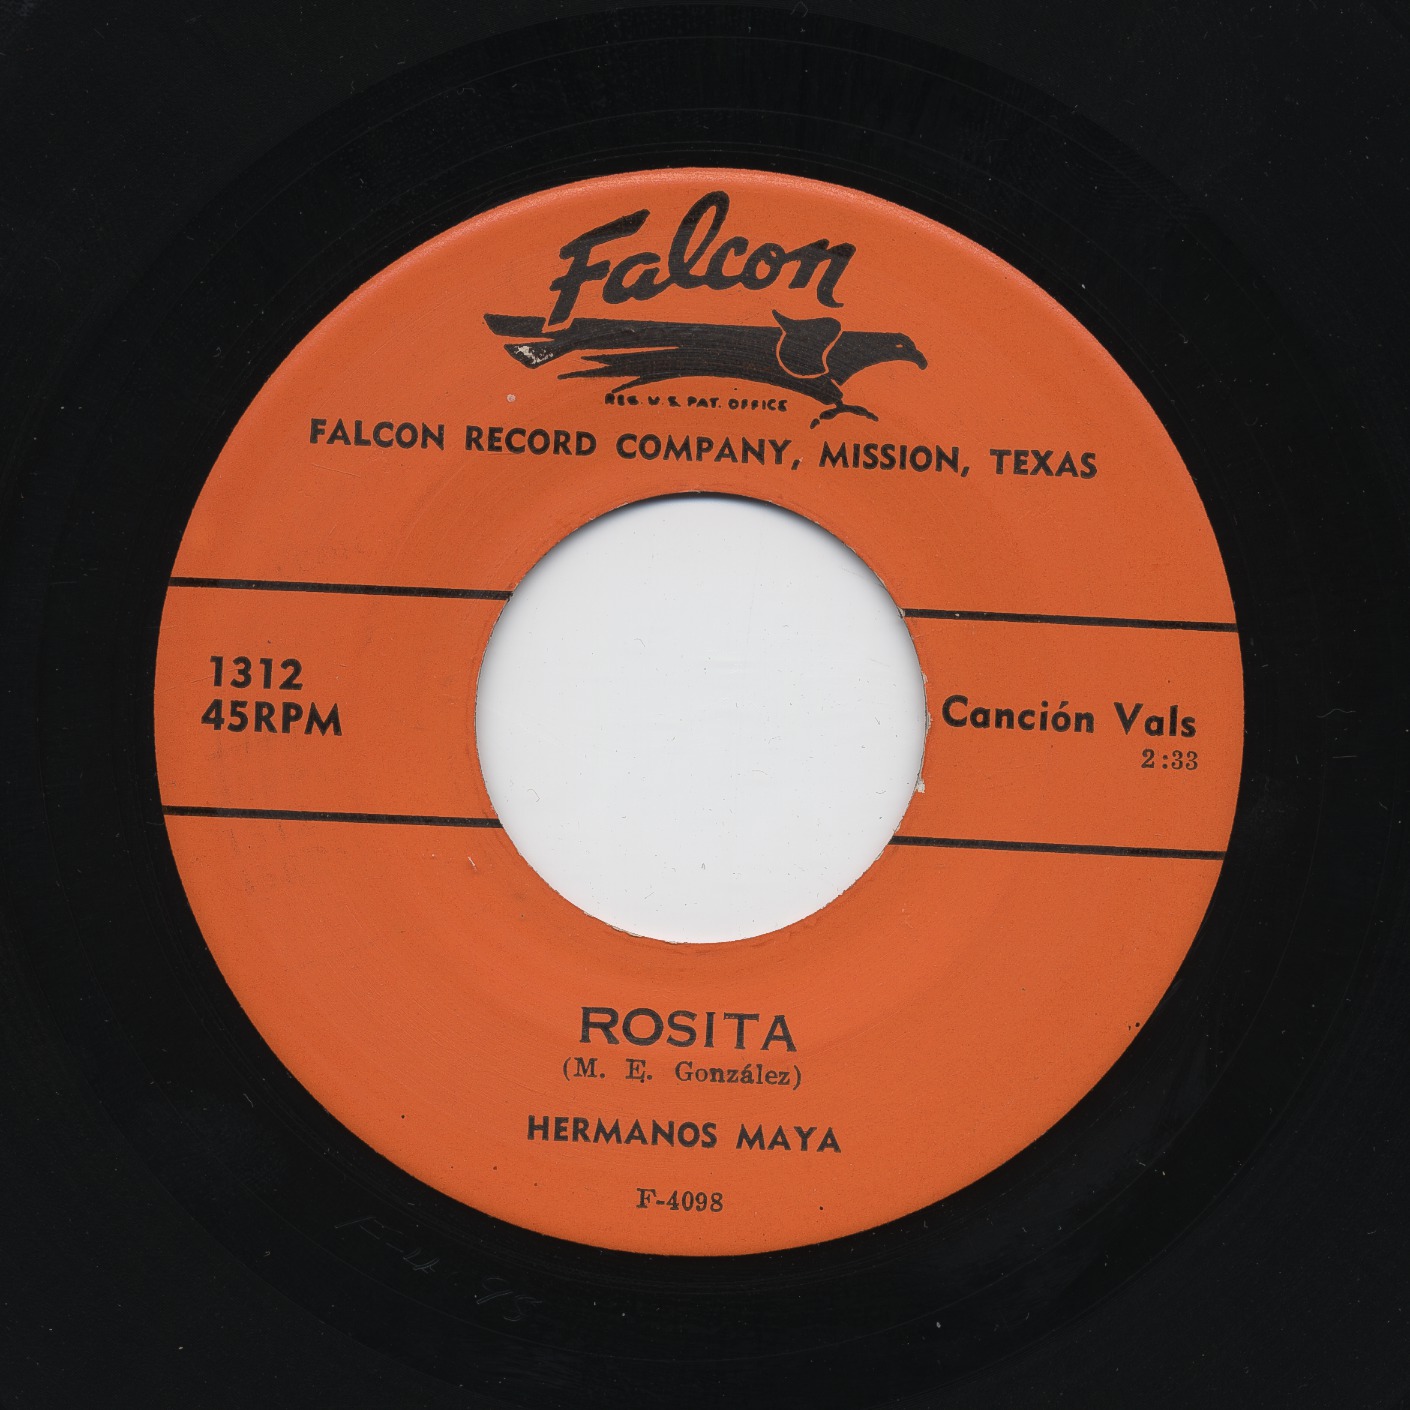 Falcon
REG. U.S. PAT. OFFICE
FALCON RECORD COMPANY, MISSION, TEXAS
1312
45RPM
Canción Vals
2:33
ROSITA
(M. E. González)
HERMANOS MAYA
F-4098